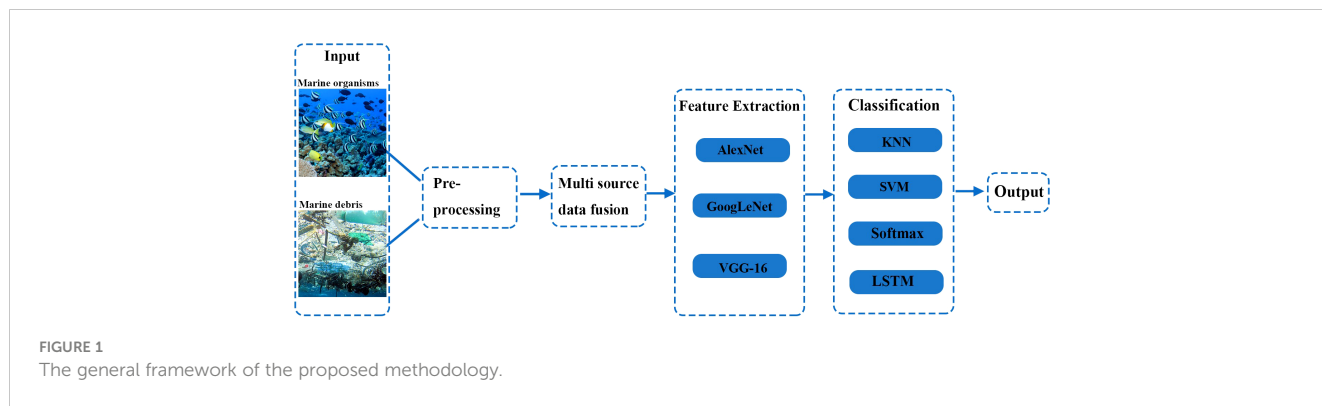 Input
Marine organisms
Marine debris
Pre-
processing
Multi source
data fusion
Feature Extraction
AlexNet
GoogLeNet
VGG-16
Classification
KNN
SVM
Softmax
LSTM
Output
FIGURE 1
The general framework of the proposed methodology.